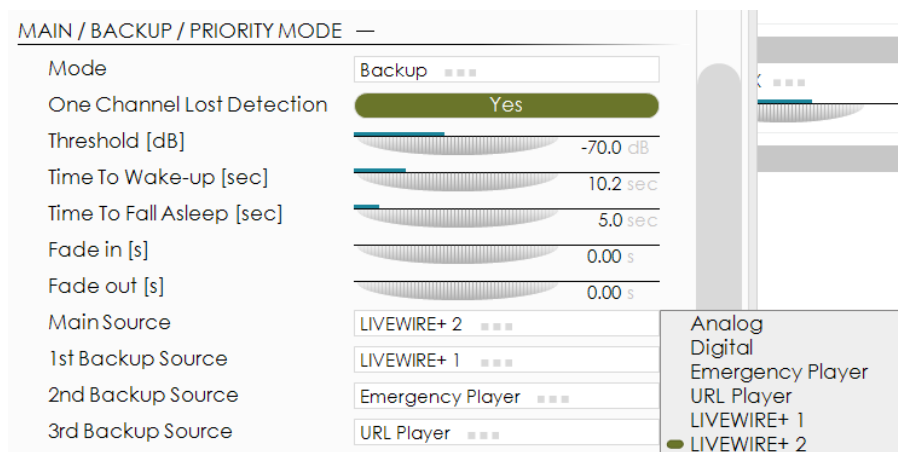 MAIN / BACKUP / PRIORITY MODE —
Mode Backup
One Channel Lost Detection Yes
Threshold [dB] -70.0 dB
Time To Wake-up [sec] 10.2 sec
Time To Fall Asleep [sec] 5.0 sec
Fade in [s] 0.00 s
Fade out [s] 0.00 s
Main Source LIVEWIRE+ 2
1st Backup Source LIVEWIRE+ 1
2nd Backup Source Emergency Player
3rd Backup Source URL Player
Analog
Digital
Emergency Player
URL Player
LIVEWIRE+ 1
LIVEWIRE+ 2